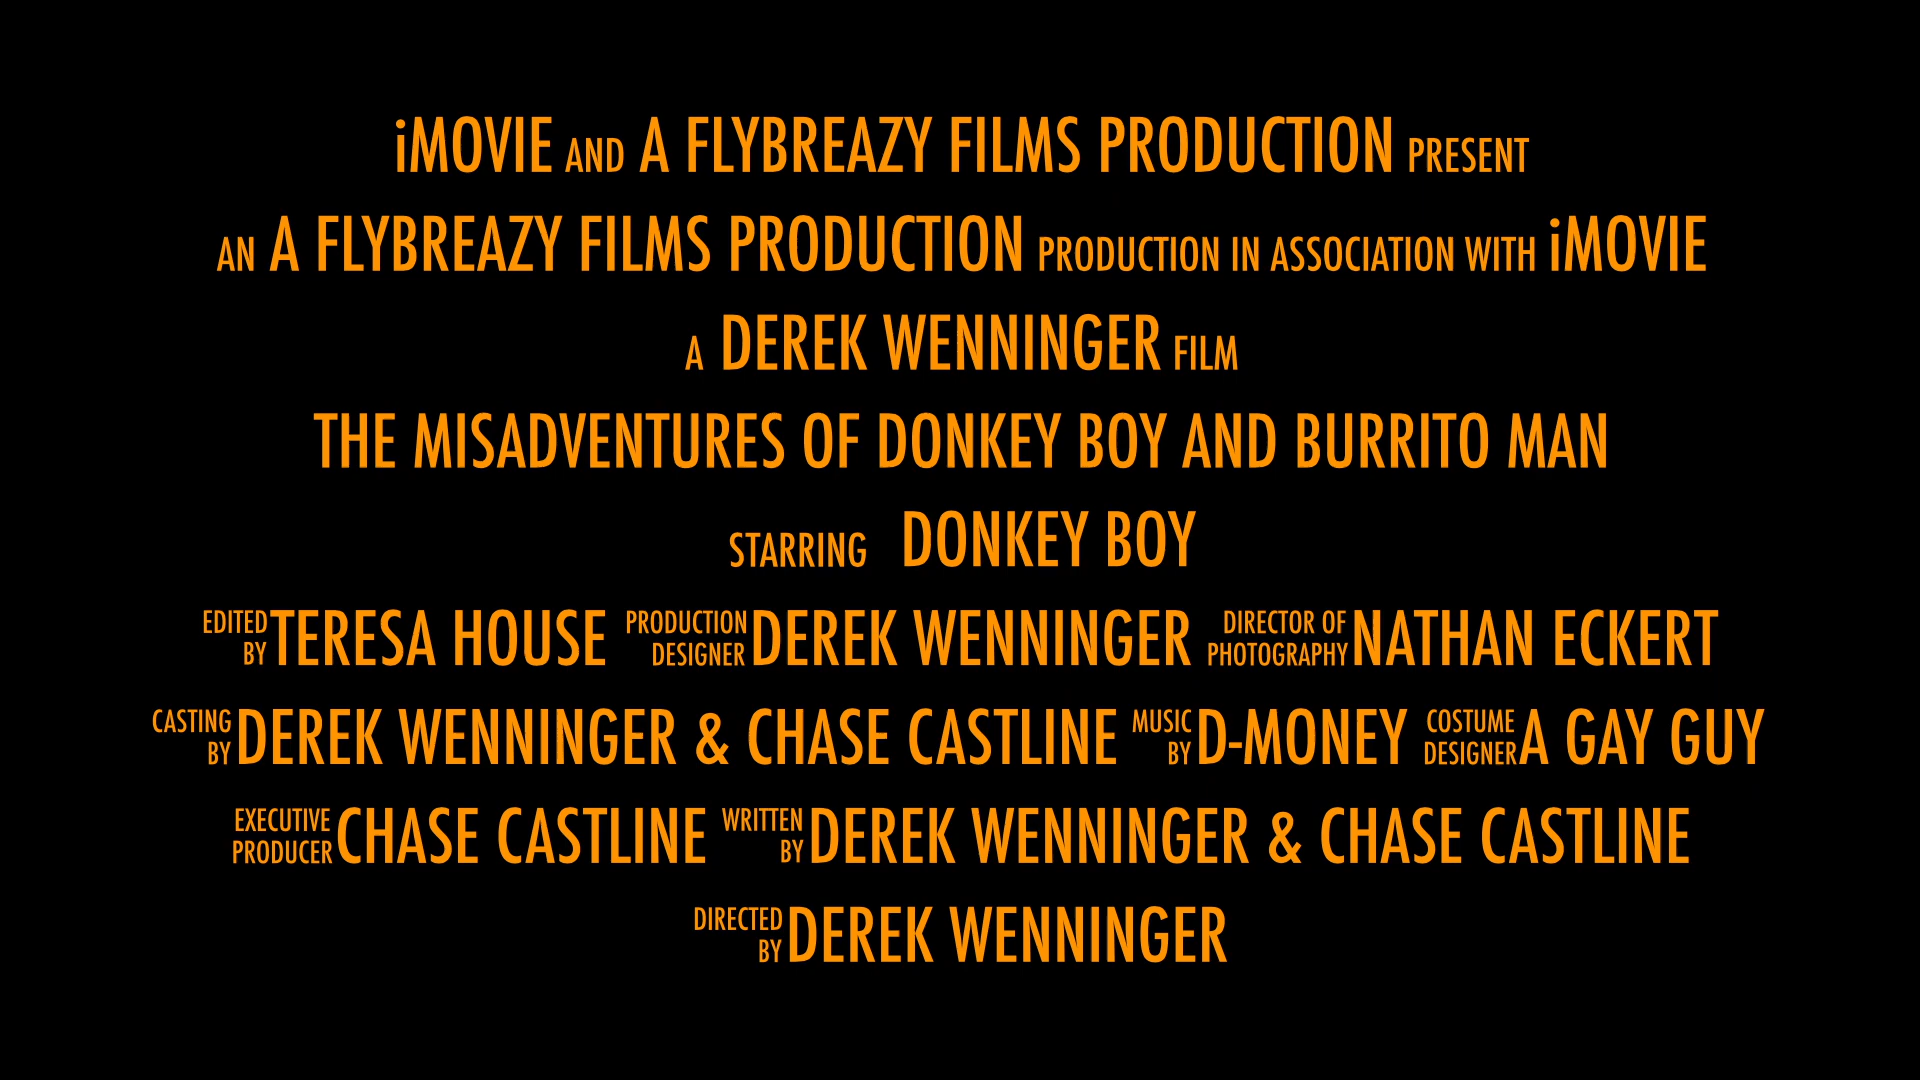 iMOVIE AND A FLYBREAZY FILMS PRODUCTION PRESENT
AN A FLYBREAZY FILMS PRODUCTION PRODUCTION IN ASSOCIATION WITH iMOVIE
A DEREK WENNINGER FILM
THE MISADVENTURES OF DONKEY BOY AND BURRITO MAN
STARRING DONKEY BOY
EDITED BY TERESA HOUSE PRODUCTION DESIGNER DEREK WENNINGER DIRECTOR OF PHOTOGRAPHY NATHAN ECKERT
CASTING BY DEREK WENNINGER & CHASE CASTLINE MUSIC BY D-MONEY COSTUME DESIGNER A GAY GUY
EXECUTIVE PRODUCER CHASE CASTLINE WRITTEN BY DEREK WENNINGER & CHASE CASTLINE
DIRECTED BY DEREK WENNINGER